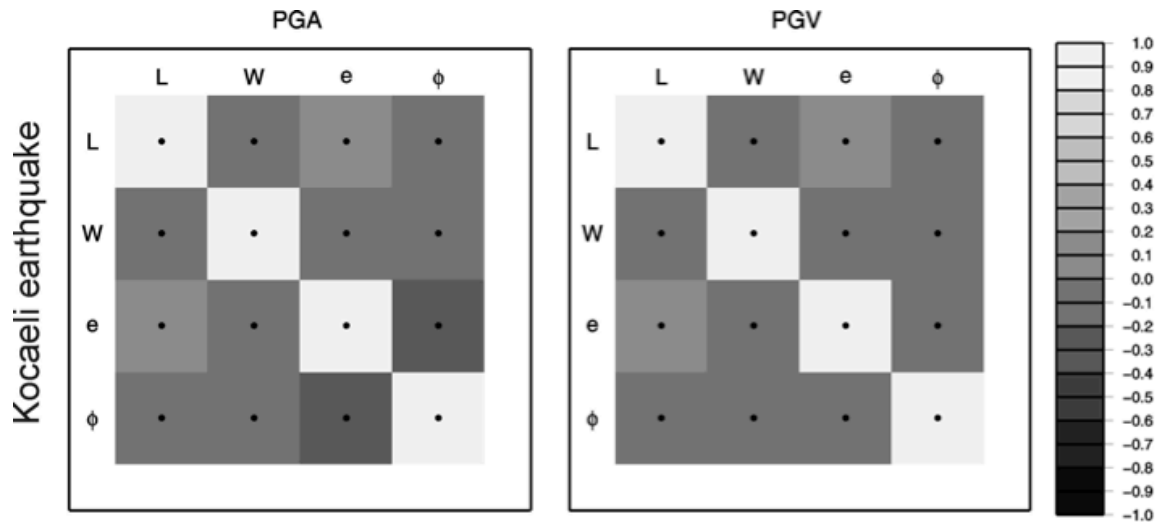 PGA
PGV
L W e ϕ
L
W
e
ϕ
L W e ϕ
L
W
e
ϕ
Kocaeli earthquake
1.0
0.9
0.8
0.7
0.6
0.5
0.4
0.3
0.2
0.0
-0.1
-0.2
-0.3
-0.4
-0.5
-0.6
-0.7
-0.8
-0.9
-1.0